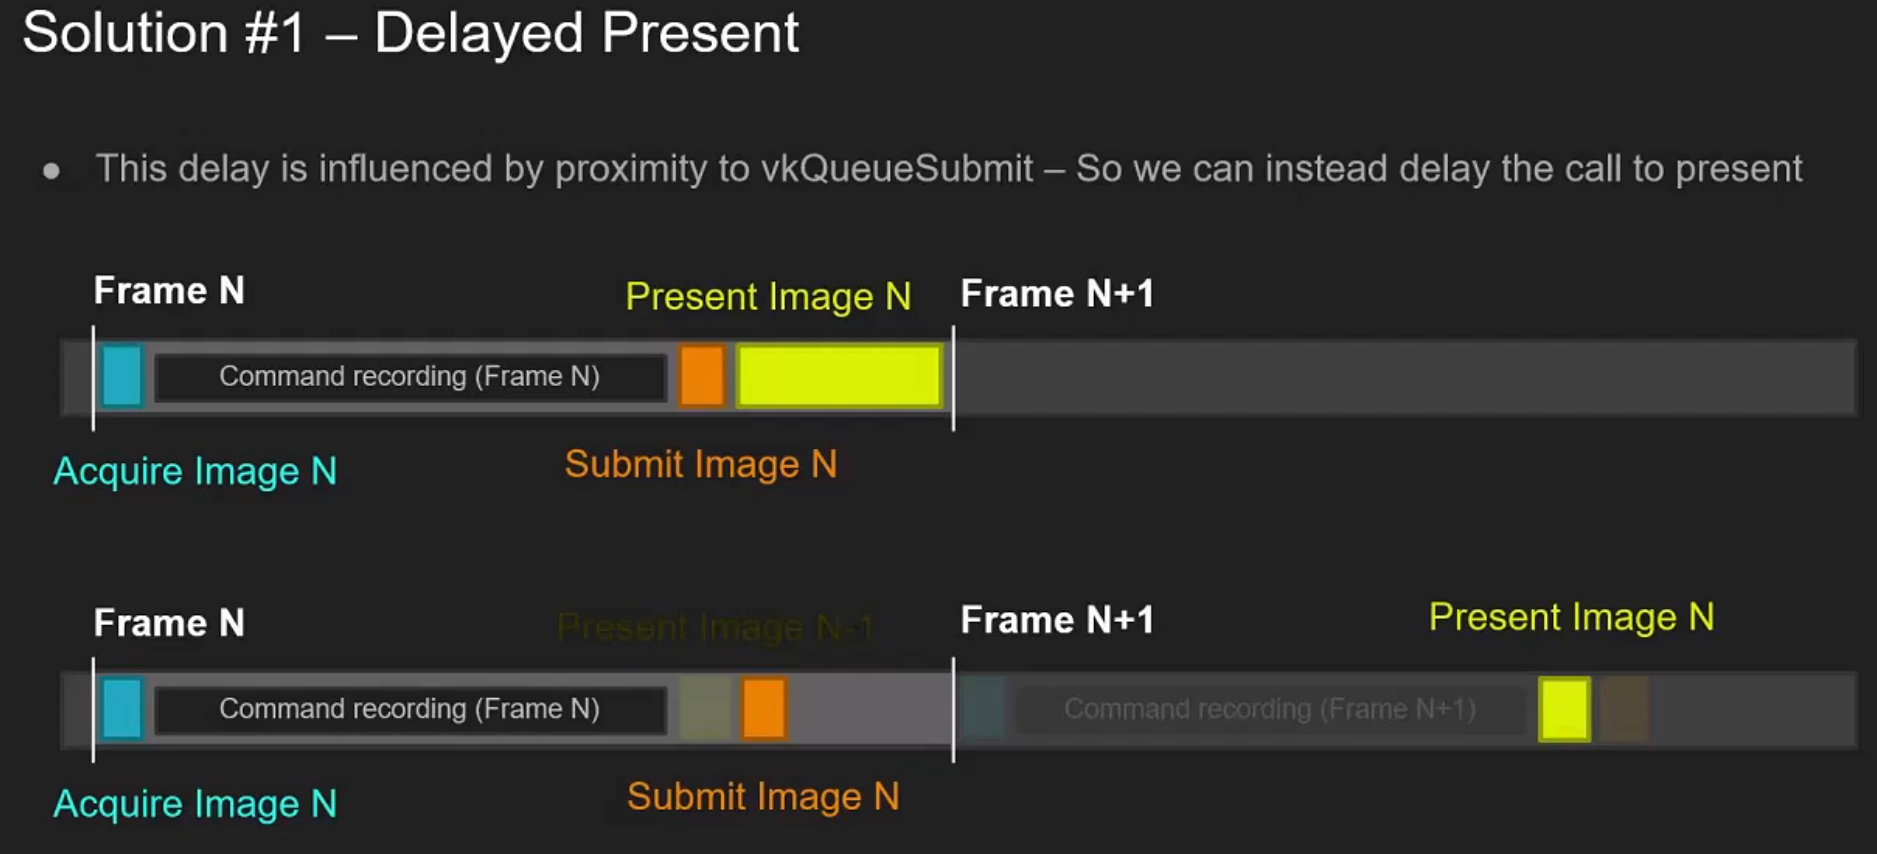 Solution #1 – Delayed Present
● This delay is influenced by proximity to vkQueueSubmit – So we can instead delay the call to present
Frame N
Present Image N
Frame N+1
Command recording (Frame N)
Acquire Image N
Submit Image N
Frame N
Present Image N-1
Frame N+1
Present Image N
Command recording (Frame N)
Command recording (Frame N+1)
Acquire Image N
Submit Image N